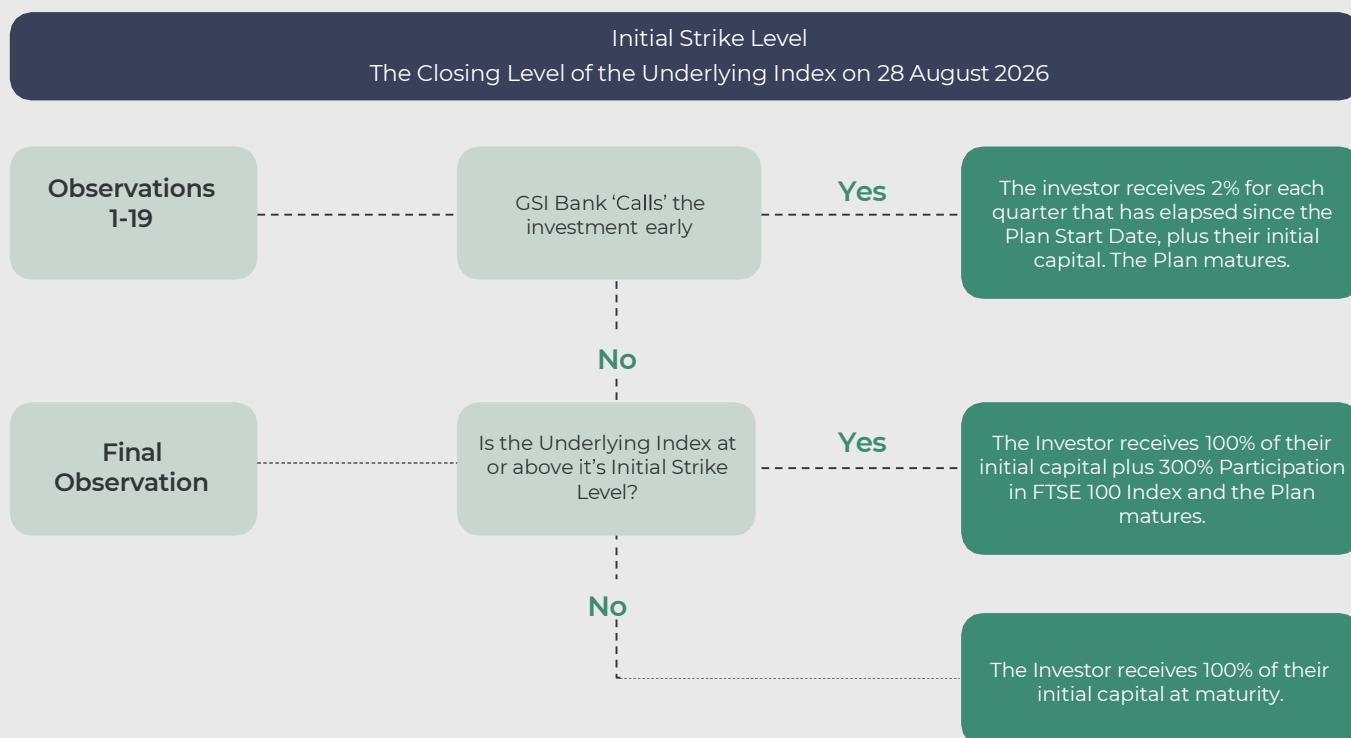 Initial Strike Level
The Closing Level of the Underlying Index on 28 August 2026
Observations
1-19
GSI Bank ‘Calls’ the
investment early
Yes
The investor receives 2% for each
quarter that has elapsed since the
Plan Start Date, plus their initial
capital. The Plan matures.
No
Final
Observation
Is the Underlying Index at
or above it’s Initial Strike
Level?
Yes
The Investor receives 100% of their
initial capital plus 300% Participation
in FTSE 100 Index and the Plan
matures.
No
The Investor receives 100% of their
initial capital at maturity.